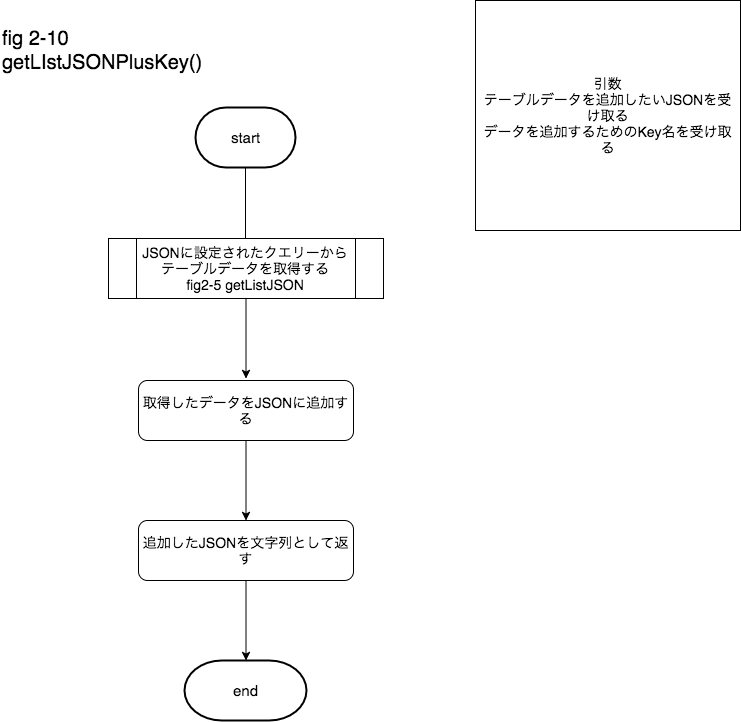 fig 2-10
getLIstJSONPlusKey()
引数
テーブルデータを追加したいJSONを受
け取る
データを追加するためのKey名を受け取
る
start
JSONに設定されたクエリーから
テーブルデータを取得する
fig2-5 getListJSON
取得したデータをJSONに追加す
る
追加したJSONを文字列として返
す
end